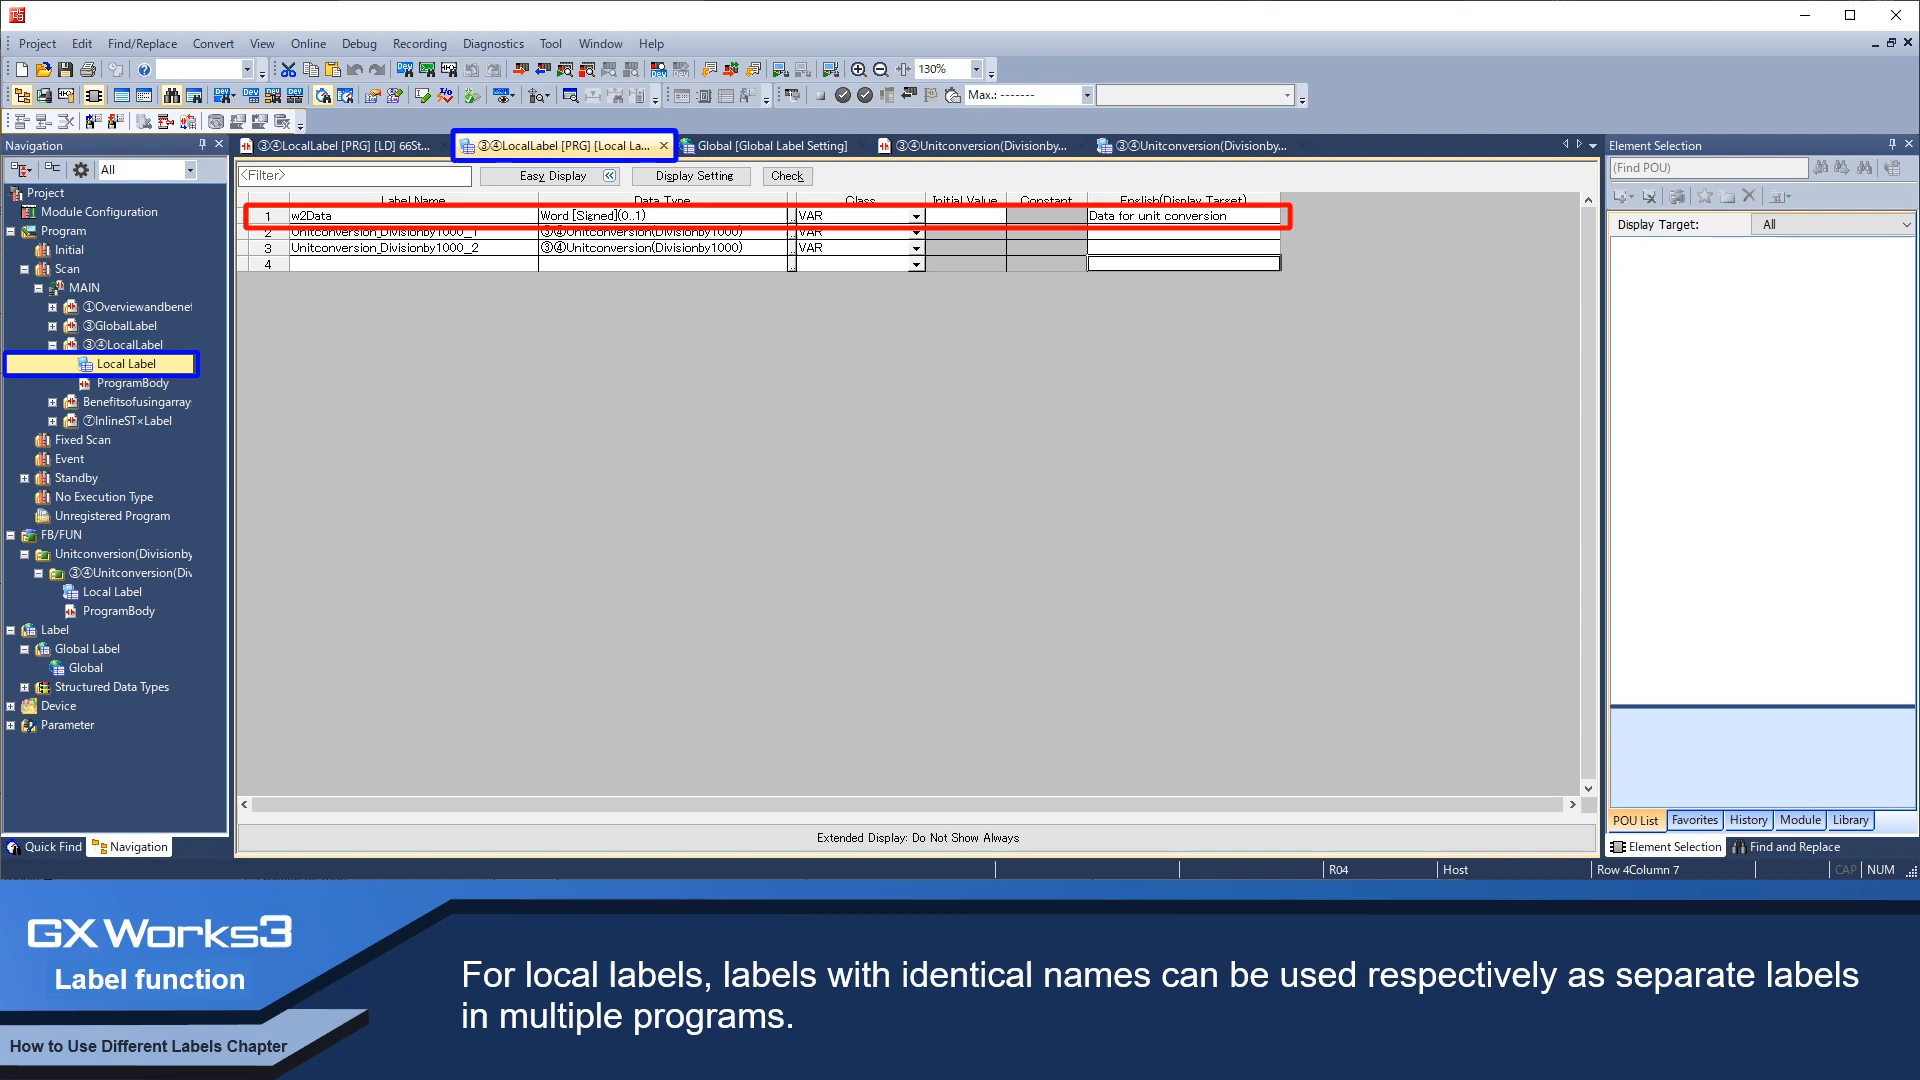 Project Edit Find/Replace Convert View Online Debug Recording Diagnostics Tool Window Help
130%
Max.: -------
Navigation
All
Project
Module Configuration
Program
Initial
Scan
MAIN
①Overviewandbenef
③GlobalLabel
③④LocalLabel
Local Label
ProgramBody
Benefitsofusingarray
⑦InlineST×Label
Fixed Scan
Event
Standby
No Execution Type
Unregistered Program
FB/FUN
Unitconversion(Divisionby
③④Unitconversion(Div
Local Label
ProgramBody
Label
Global Label
Global
Structured Data Types
Device
Parameter
Quick Find Navigation
③④LocalLabel [PRG] [LD] 66St... ③④LocalLabel [PRG] [Local La... Global [Global Label Setting] ③④Unitconversion(Divisionby... ③④Unitconversion(Divisionby...
<Filter> Easy Display Display Setting Check
Label Name Data Type Class Initial Value Constant English(Display Target)
1 w2Data Word [Signed](0..1) ... VAR Data for unit conversion
2 Unitconversion_Divisionby1000_1 ③④Unitconversion(Divisionby1000) VAR
3 Unitconversion_Divisionby1000_2 ③④Unitconversion(Divisionby1000) VAR
4
Extended Display: Do Not Show Always
Element Selection
(Find POU)
Display Target: All
POU List Favorites History Module Library
Element Selection Find and Replace
R04 Host Row 4Column 7 CAP NUM
GX Works3
Label function
How to Use Different Labels Chapter
For local labels, labels with identical names can be used respectively as separate labels
in multiple programs.